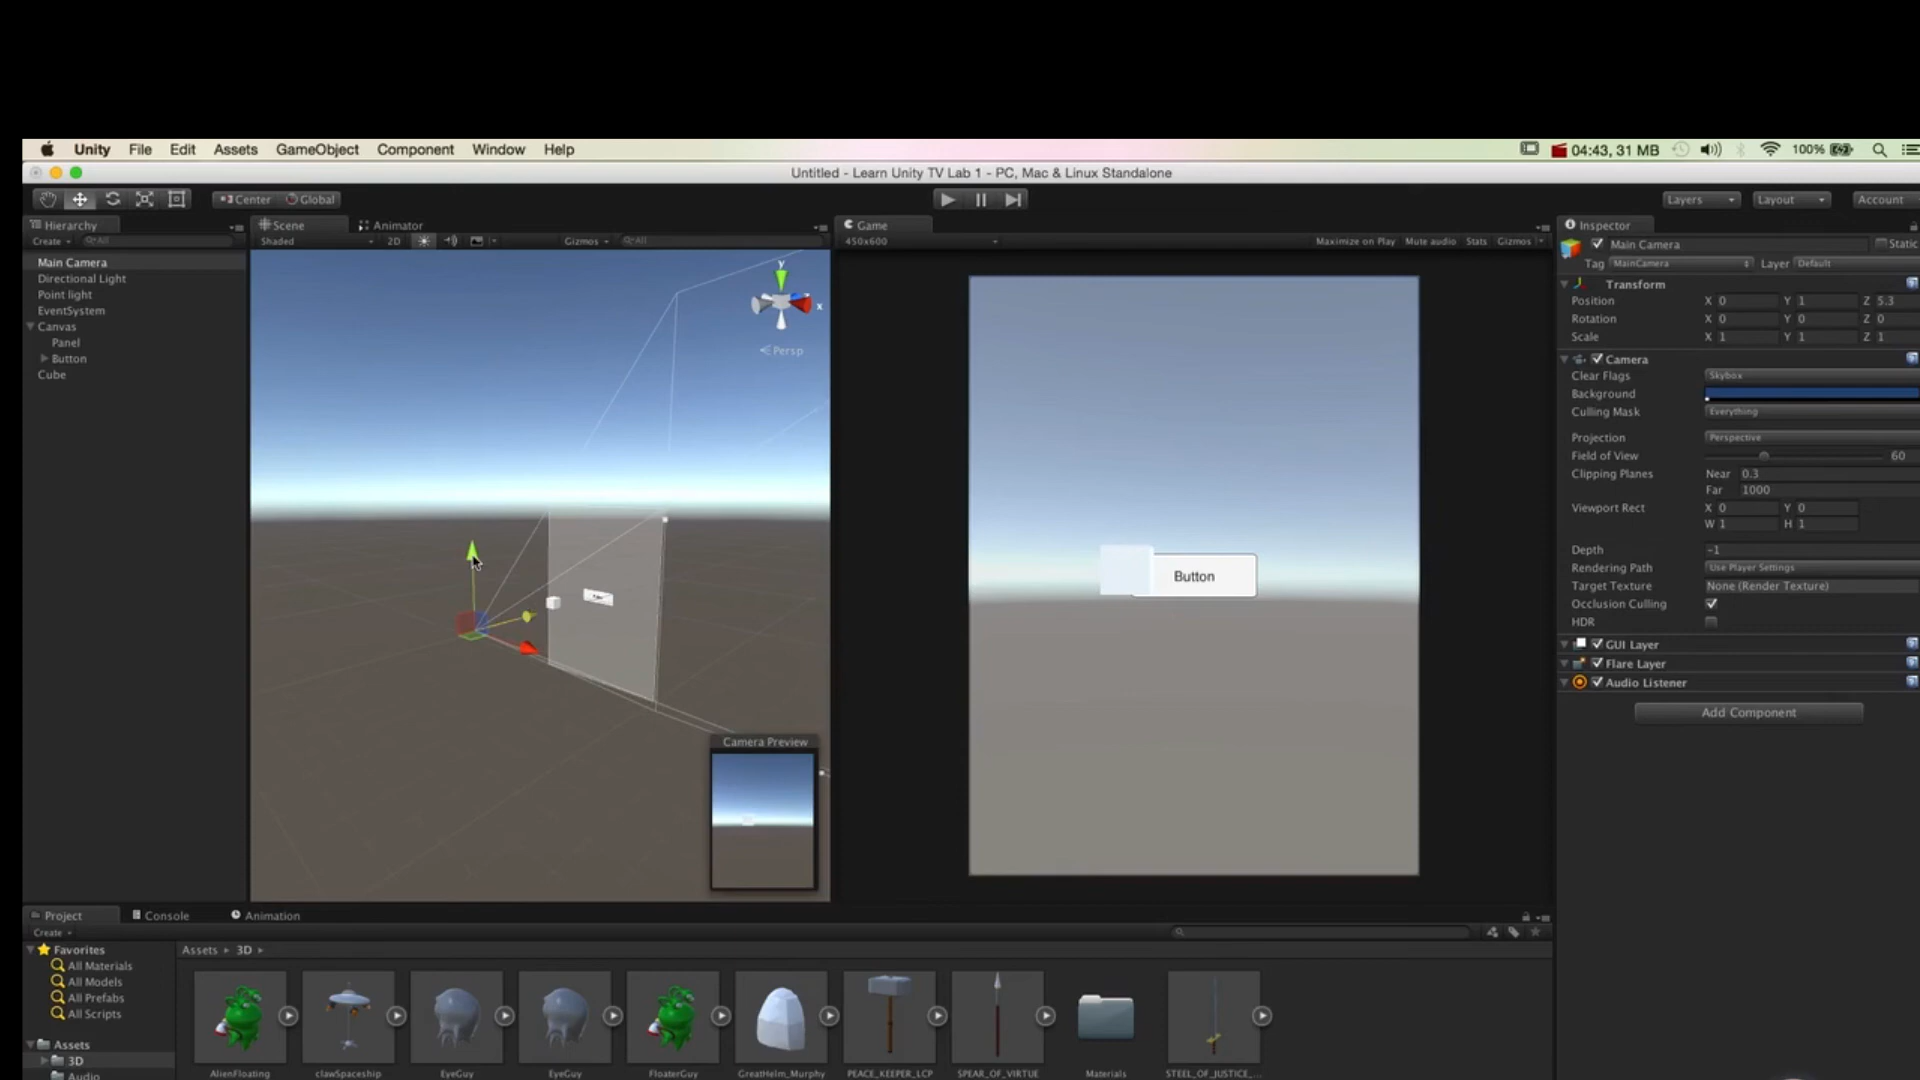 Unity File Edit Assets GameObject Component Window Help 04:43, 31 MB 100%
Untitled - Learn Unity TV Lab 1 - PC, Mac & Linux Standalone
Center Global Layers Layout Account
Hierarchy
Create All
Main Camera
Directional Light
Point light
EventSystem
Canvas
Panel
Button
Cube
Scene Animator
Shaded 2D Gizmos All
y
x
Persp
Camera Preview
Game
450x600 Maximize on Play Mute audio Stats Gizmos
Button
Inspector
Main Camera Static
Tag MainCamera Layer Default
Transform
Position X 0 Y 1 Z 5.3
Rotation X 0 Y 0 Z 0
Scale X 1 Y 1 Z 1
Camera
Clear Flags Skybox
Background
Culling Mask Everything
Projection Perspective
Field of View 60
Clipping Planes Near 0.3
Far 1000
Viewport Rect X 0 Y 0
W 1 H 1
Depth -1
Rendering Path Use Player Settings
Target Texture None (Render Texture)
Occlusion Culling
HDR
GUI Layer
Flare Layer
Audio Listener
Add Component
Project Console Animation
Create
Favorites
All Materials
All Models
All Prefabs
All Scripts
Assets
3D
Audio
Assets 3D
AlienFloating clawSpaceship EyeGuy EyeGuy FloaterGuy GreatHelm_Murphy PEACE_KEEPER_LCP SPEAR_OF_VIRTUE Materials STEEL_OF_JUSTICE_...